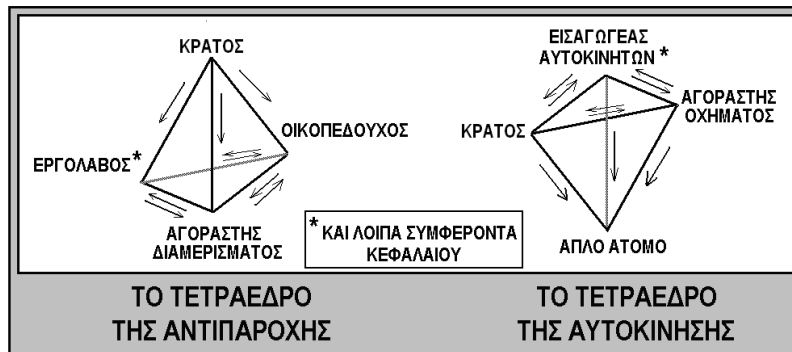 ΚΡΑΤΟΣ
ΟΙΚΟΠΕΔΟΥΧΟΣ
ΕΡΓΟΛΑΒΟΣ*
ΑΓΟΡΑΣΤΗΣ
ΔΙΑΜΕΡΙΣΜΑΤΟΣ
ΕΙΣΑΓΩΓΕΑΣ
ΑΥΤΟΚΙΝΗΤΩΝ *
ΑΓΟΡΑΣΤΗΣ
ΟΧΗΜΑΤΟΣ
ΚΡΑΤΟΣ
ΑΠΛΟ ΑΤΟΜΟ
* ΚΑΙ ΛΟΙΠΑ ΣΥΜΦΕΡΟΝΤΑ
ΚΕΦΑΛΑΙΟΥ
ΤΟ ΤΕΤΡΑΕΔΡΟ
ΤΗΣ ΑΝΤΙΠΑΡΟΧΗΣ
ΤΟ ΤΕΤΡΑΕΔΡΟ
ΤΗΣ ΑΥΤΟΚΙΝΗΣΗΣ